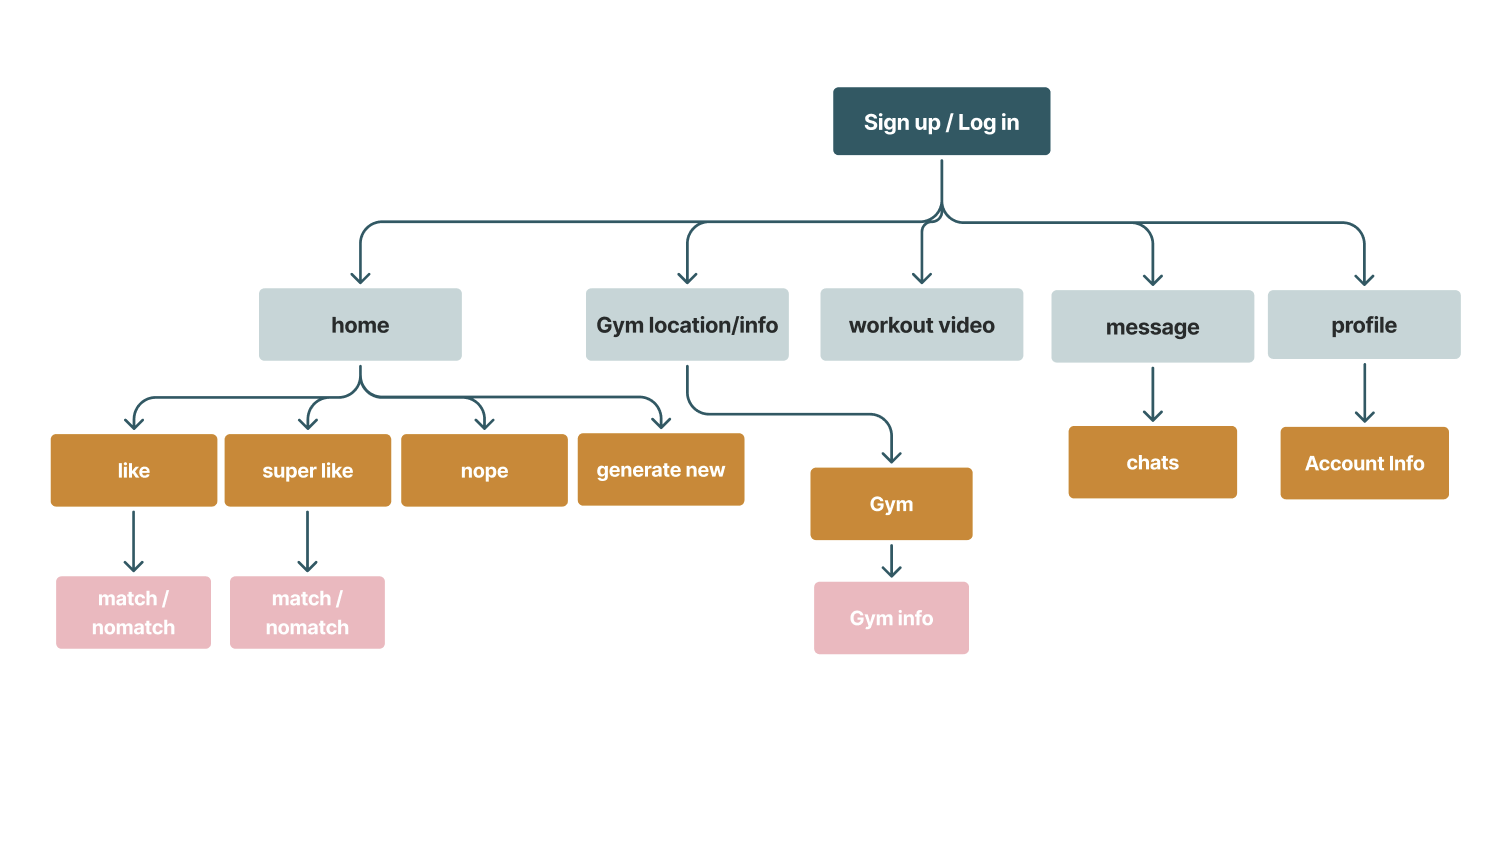 Sign up / Log in
home
Gym location/info
workout video
message
profile
like
super like
nope
generate new
Gym
chats
Account Info
match /
nomatch
match /
nomatch
Gym info